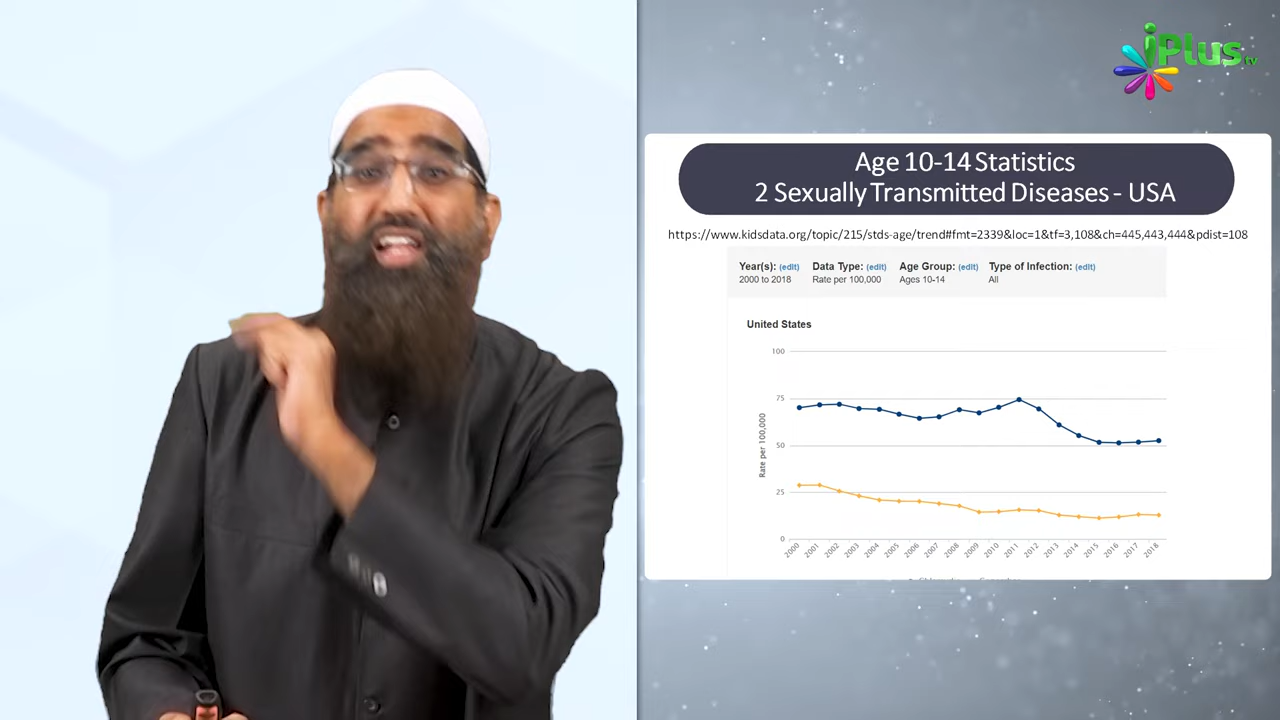 iPlus tv
Age 10-14 Statistics
2 Sexually Transmitted Diseases - USA
https://www.kidsdata.org/topic/215/stds-age/trend#fmt=2339&loc=1&tf=3,108&ch=445,443,444&pdist=108
Year(s): (edit) Data Type: (edit) Age Group: (edit) Type of Infection: (edit)
2000 to 2018 Rate per 100,000 Ages 10-14 All
United States
100
75
50
25
0
Rate per 100,000
2000 2001 2002 2003 2004 2005 2006 2007 2008 2009 2010 2011 2012 2013 2014 2015 2016 2017 2018